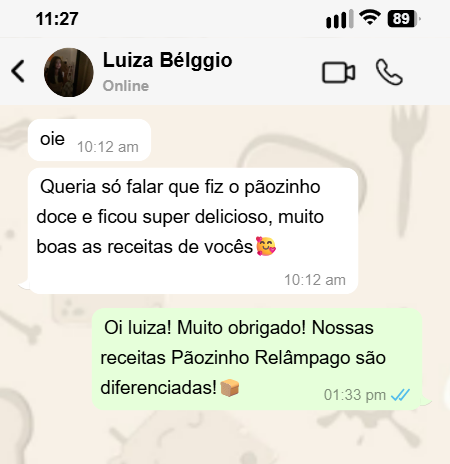 11:27
89
Luiza Bélggio
Online
oie
10:12 am
Queria só falar que fiz o pãozinho
doce e ficou super delicioso, muito
boas as receitas de vocês🥰
10:12 am
Oi luiza! Muito obrigado! Nossas
receitas Pãozinho Relâmpago são
diferenciadas!📦
01:33 pm